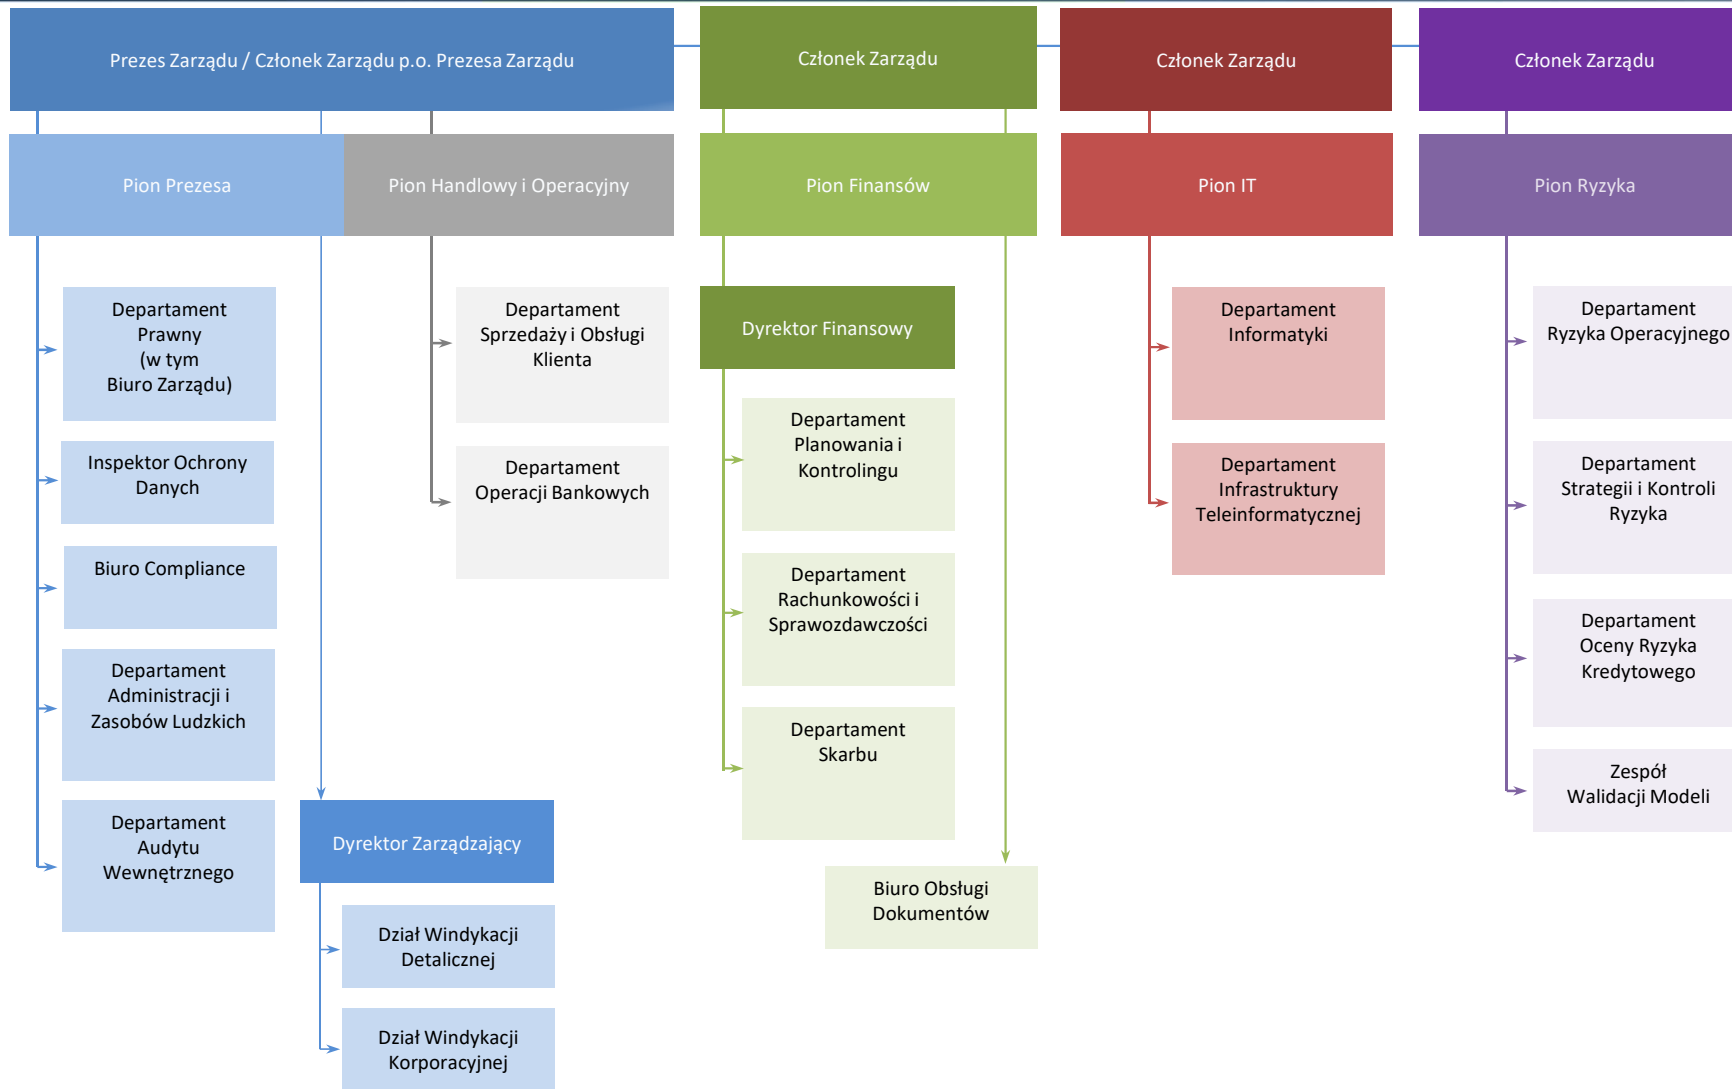 Prezes Zarządu / Członek Zarządu p.o. Prezesa Zarządu
Członek Zarządu
Członek Zarządu
Członek Zarządu
Pion Prezesa
Pion Handlowy i Operacyjny
Pion Finansów
Pion IT
Pion Ryzyka
Departament
Prawny
(w tym
Biuro Zarządu)
Inspektor Ochrony
Danych
Biuro Compliance
Departament
Administracji i
Zasobów Ludzkich
Departament
Audytu
Wewnętrznego
Dyrektor Zarządzający
Dział Windykacji
Detalicznej
Dział Windykacji
Korporacyjnej
Departament
Sprzedaży i Obsługi
Klienta
Departament
Operacji Bankowych
Dyrektor Finansowy
Departament
Planowania i
Kontrolingu
Departament
Rachunkowości i
Sprawozdawczości
Departament
Skarbu
Biuro Obsługi
Dokumentów
Departament
Informatyki
Departament
Infrastruktury
Teleinformatycznej
Departament
Ryzyka Operacyjnego
Departament
Strategii i Kontroli
Ryzyka
Departament
Oceny Ryzyka
Kredytowego
Zespół
Walidacji Modeli